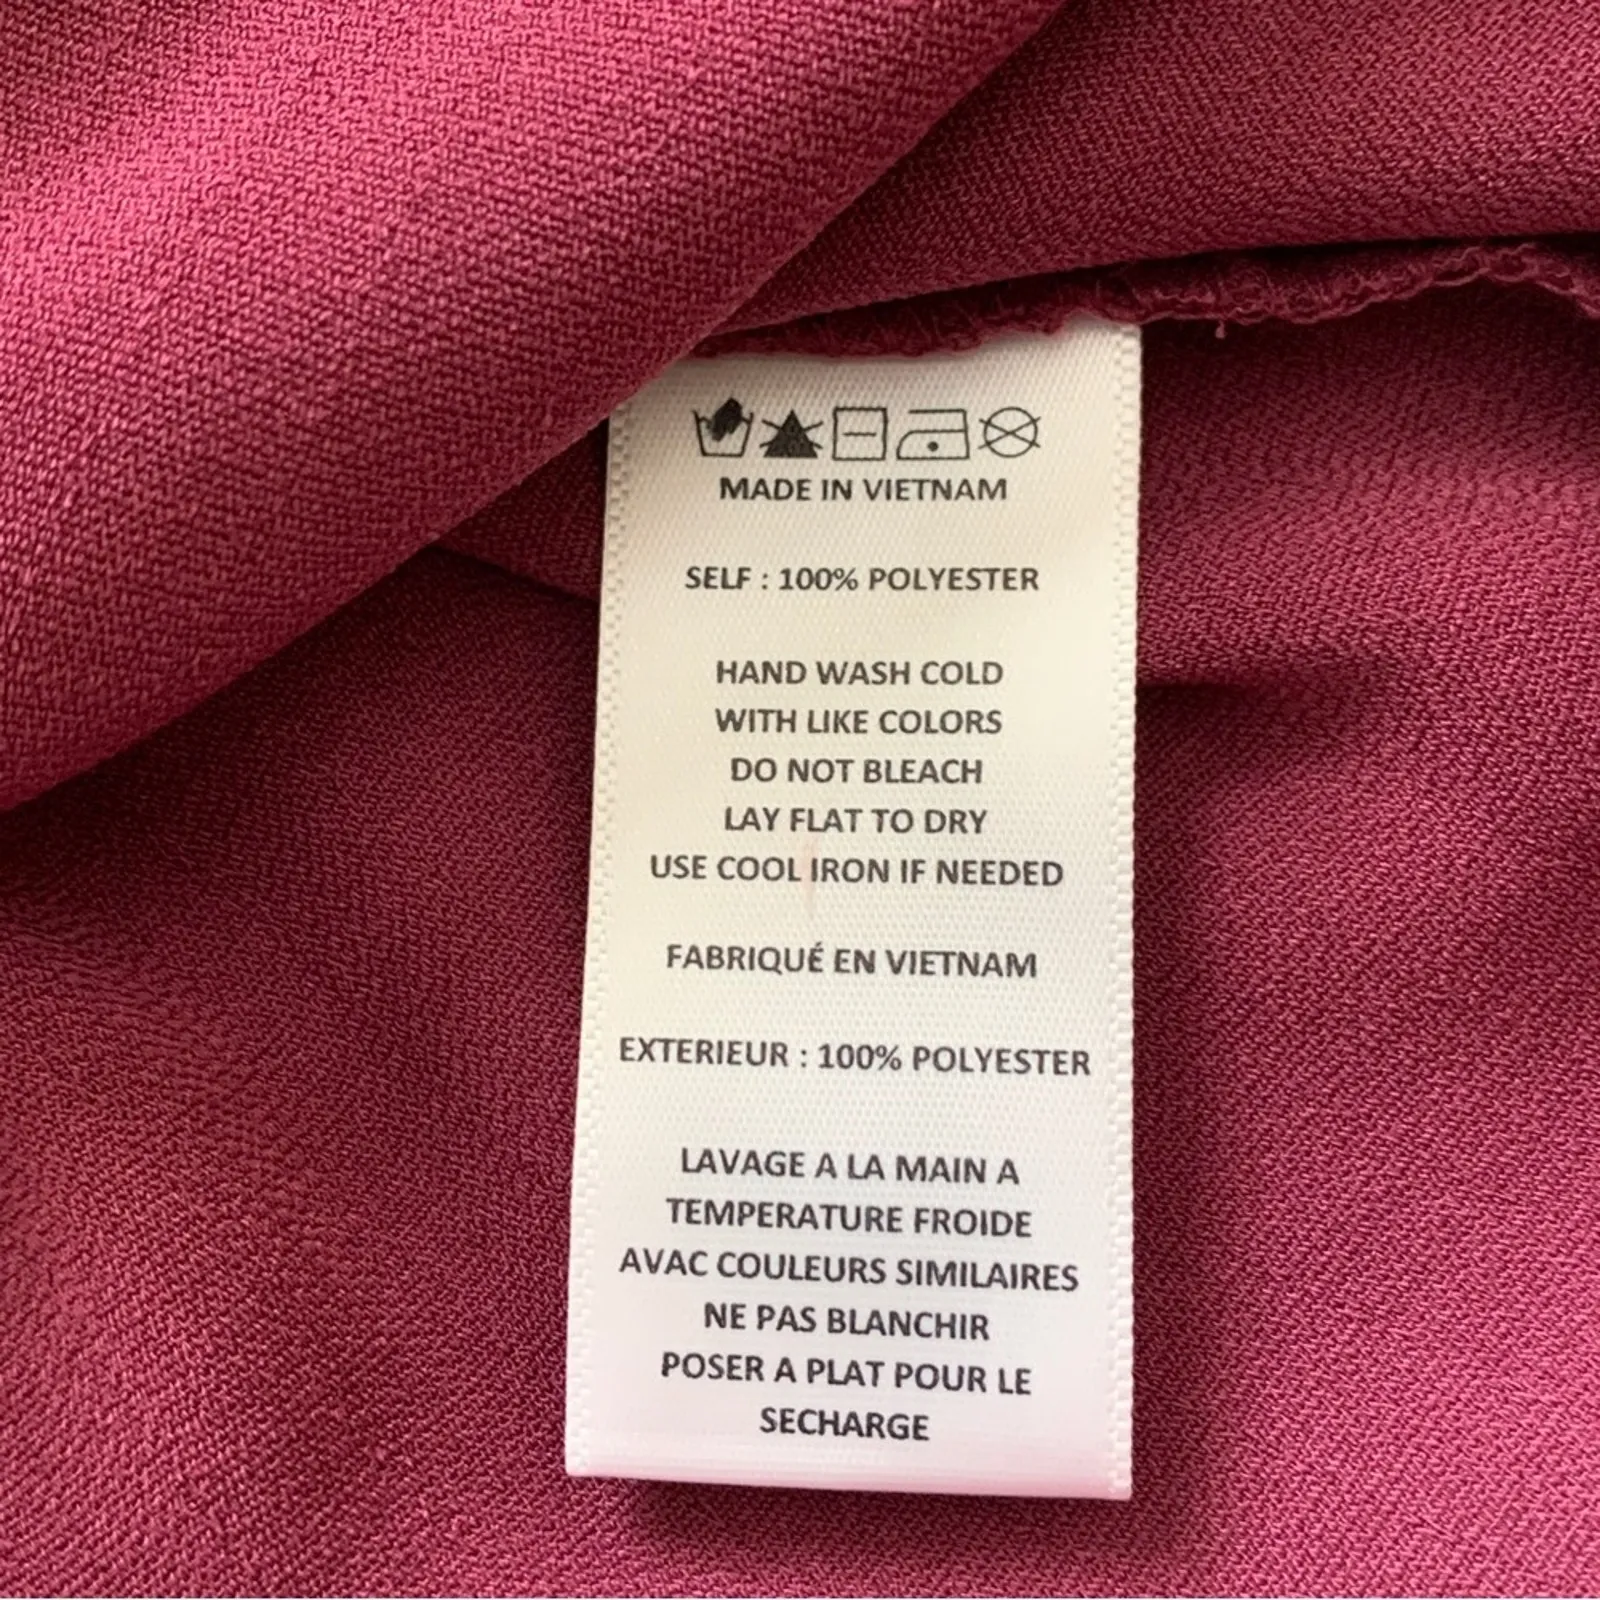 MADE IN VIETNAM
SELF : 100% POLYESTER
HAND WASH COLD
WITH LIKE COLORS
DO NOT BLEACH
LAY FLAT TO DRY
USE COOL IRON IF NEEDED
FABRIQUÉ EN VIETNAM
EXTERIEUR : 100% POLYESTER
LAVAGE A LA MAIN A
TEMPERATURE FROIDE
AVAC COULEURS SIMILAIRES
NE PAS BLANCHIR
POSER A PLAT POUR LE
SECHARGE